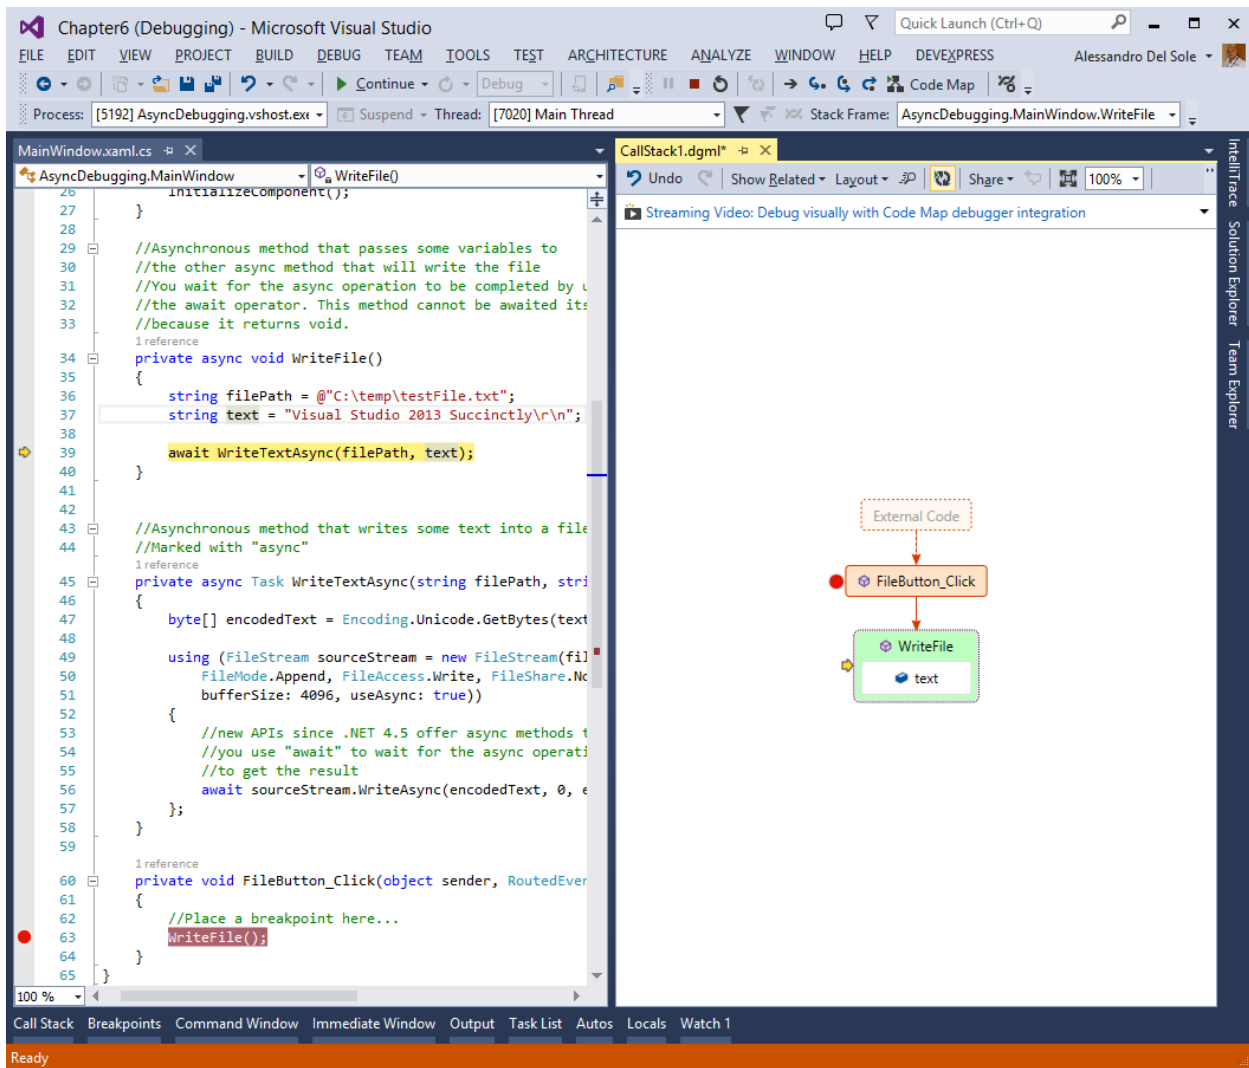 Chapter6 (Debugging) - Microsoft Visual Studio
Quick Launch (Ctrl+Q)
FILE EDIT VIEW PROJECT BUILD DEBUG TEAM TOOLS TEST ARCHITECTURE ANALYZE WINDOW HELP DEVEXPRESS Alessandro Del Sole
Continue Debug Code Map
Process: [5192] AsyncDebugging.vshost.exe Suspend Thread: [7020] Main Thread Stack Frame: AsyncDebugging.MainWindow.WriteFile
MainWindow.xaml.cs
AsyncDebugging.MainWindow WriteFile()
26 InitializeComponent();
27 }
28
29 //Asynchronous method that passes some variables to
30 //the other async method that will write the file
31 //You wait for the async operation to be completed by u
32 //the await operator. This method cannot be awaited its
33 //because it returns void.
1 reference
34 private async void WriteFile()
35 {
36 string filePath = @"C:\temp\testFile.txt";
37 string text = "Visual Studio 2013 Succinctly\r\n";
38
39 await WriteTextAsync(filePath, text);
40 }
41
42
43 //Asynchronous method that writes some text into a file
44 //Marked with "async"
1 reference
45 private async Task WriteTextAsync(string filePath, stri
46 {
47 byte[] encodedText = Encoding.Unicode.GetBytes(text
48
49 using (FileStream sourceStream = new FileStream(fil
50 FileMode.Append, FileAccess.Write, FileShare.No
51 bufferSize: 4096, useAsync: true))
52 {
53 //new APIs since .NET 4.5 offer async methods t
54 //you use "await" to wait for the async operati
55 //to get the result
56 await sourceStream.WriteAsync(encodedText, 0, e
57 };
58 }
59
1 reference
60 private void FileButton_Click(object sender, RoutedEver
61 {
62 //Place a breakpoint here...
63 WriteFile();
64 }
65 }
100 %
CallStack1.dgml*
Undo Show Related Layout Share 100%
Streaming Video: Debug visually with Code Map debugger integration
External Code
FileButton_Click
WriteFile
text
IntelliTrace
Solution Explorer
Team Explorer
Call Stack Breakpoints Command Window Immediate Window Output Task List Autos Locals Watch 1
Ready